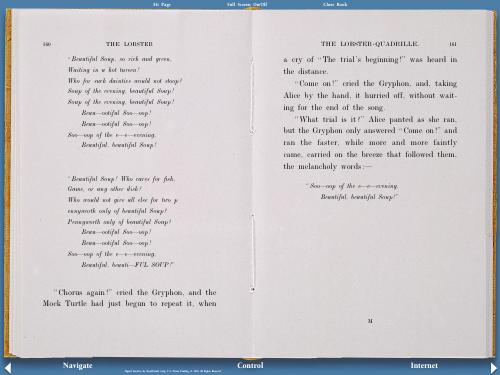 Fit Page
Full Screen On/Off
Close Book
160
THE LOBSTER
"Beautiful Soup, so rich and green,
Waiting in a hot tureen!
Who for such dainties would not stoop?
Soup of the evening, beautiful Soup!
Soup of the evening, beautiful Soup!
Beau—ootiful Soo—oop!
Beau—ootiful Soo—oop!
Soo—oop of the e—e—evening,
Beautiful, beautiful Soup!
"Beautiful Soup! Who cares for fish,
Game, or any other dish?
Who would not give all else for two p
ennyworth only of beautiful Soup?
Pennyworth only of beautiful Soup?
Beau—ootiful Soo—oop!
Beau—ootiful Soo—oop!
Soo—oop of the e—e—evening,
Beautiful, beauti—FUL SOUP!"
"Chorus again!" cried the Gryphon, and the
Mock Turtle had just begun to repeat it, when
THE LOBSTER-QUADRILLE.
161
a cry of "The trial's beginning!" was heard in
the distance.
"Come on!" cried the Gryphon, and, taking
Alice by the hand, it hurried off, without wait-
ing for the end of the song.
"What trial is it?" Alice panted as she ran,
but the Gryphon only answered "Come on!" and
ran the faster, while more and more faintly
came, carried on the breeze that followed them,
the melancholy words:—
"Soo—oop of the e—e—evening,
Beautiful, beautiful Soup!"
M
Navigate
Control
Internet